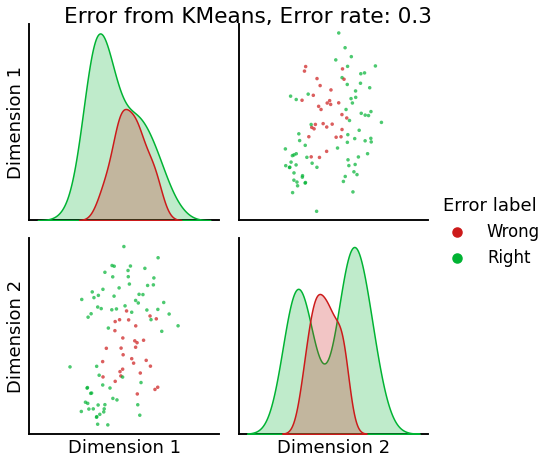 Error from KMeans, Error rate: 0.3
Dimension 1
Error label
Wrong
Right
Dimension 2
Dimension 1
Dimension 2